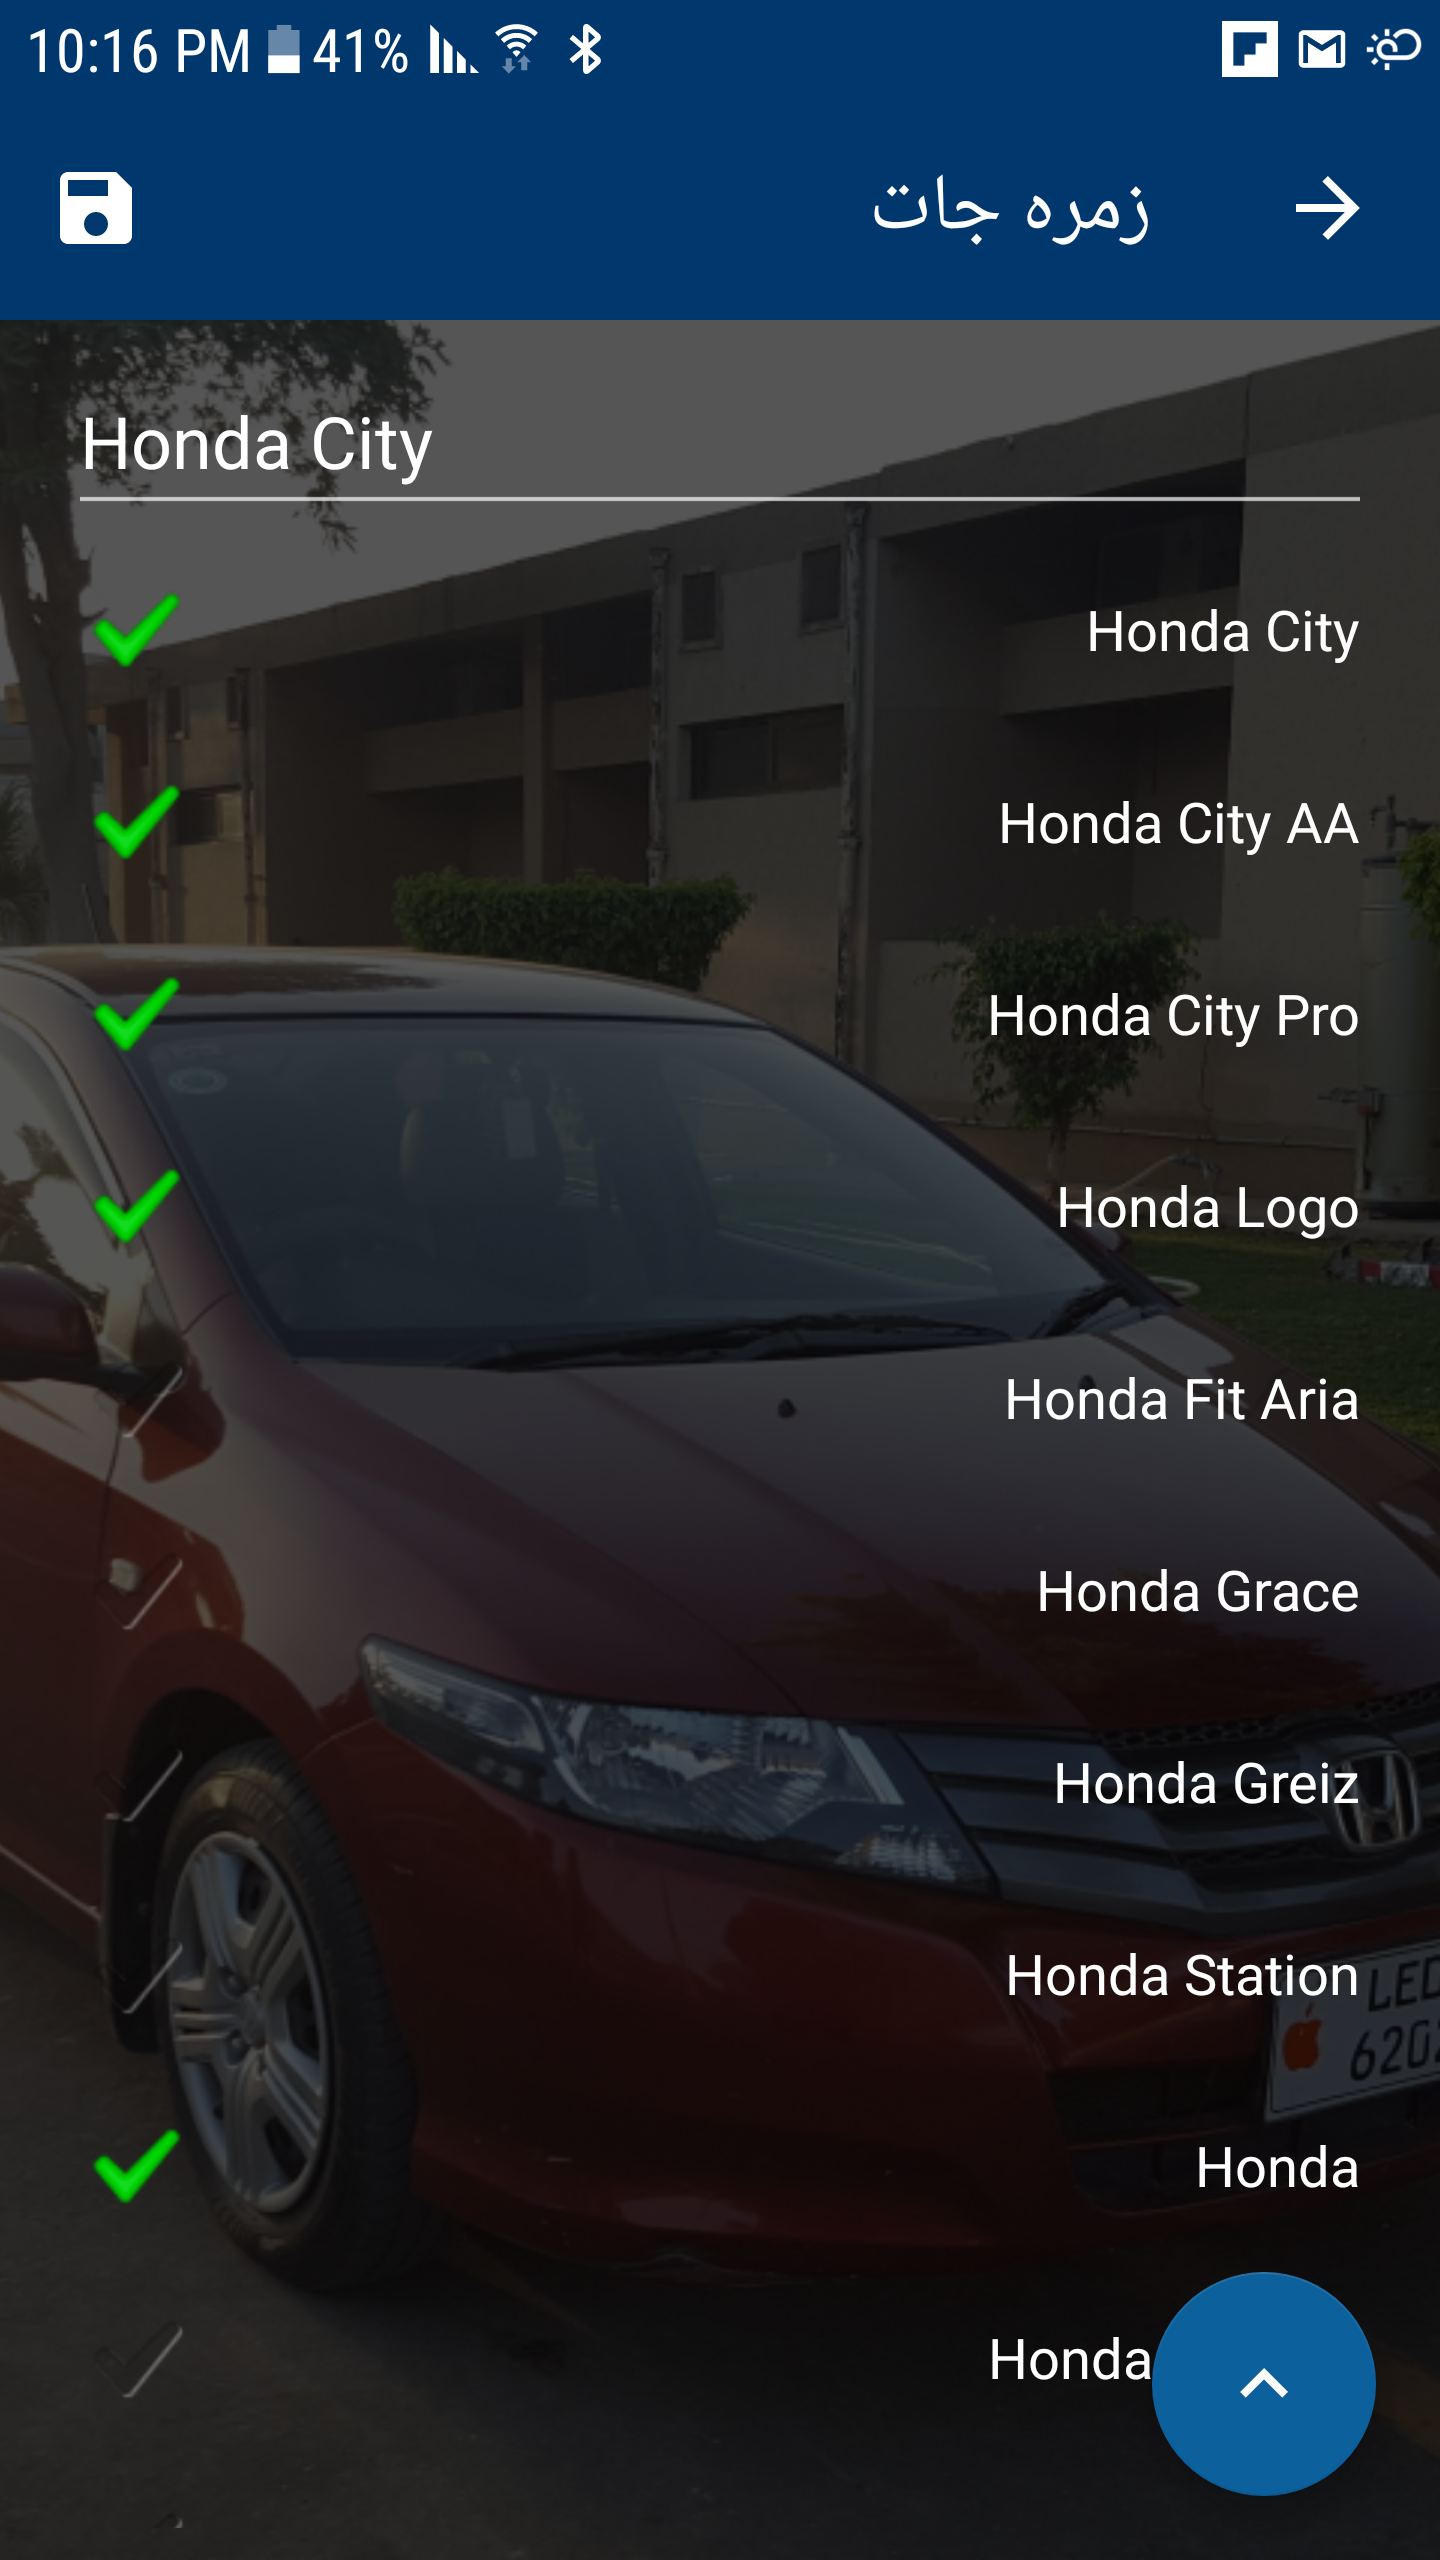 10:16 PM 41%
زمره جات
Honda City
Honda City
Honda City AA
Honda City Pro
Honda Logo
Honda Fit Aria
Honda Grace
Honda Greiz
Honda Station
LED
Honda
Honda